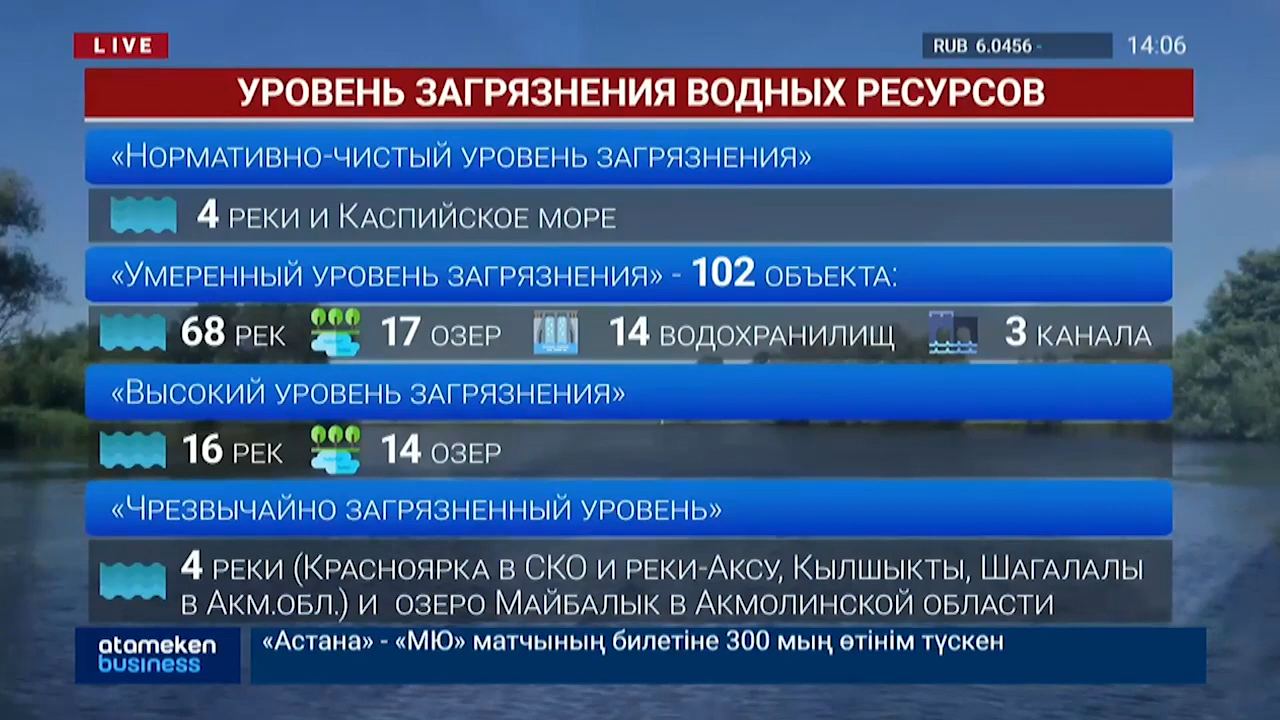 LIVE
RUB 6.0456 -
14:06
УРОВЕНЬ ЗАГРЯЗНЕНИЯ ВОДНЫХ РЕСУРСОВ
«Нормативно-чистый уровень загрязнения»
4 реки и Каспийское море
«Умеренный уровень загрязнения» - 102 объекта:
68 рек 17 озер 14 водохранилищ 3 канала
«Высокий уровень загрязнения»
16 рек 14 озер
«Чрезвычайно загрязненный уровень»
4 реки (Красноярка в СКО и реки-Аксу, Кылшыкты, Шагалалы
в Акм.обл.) и озеро Майбалык в Акмолинской области
atameken
business
«Астана» - «МЮ» матчының билетіне 300 мың өтінім түскен